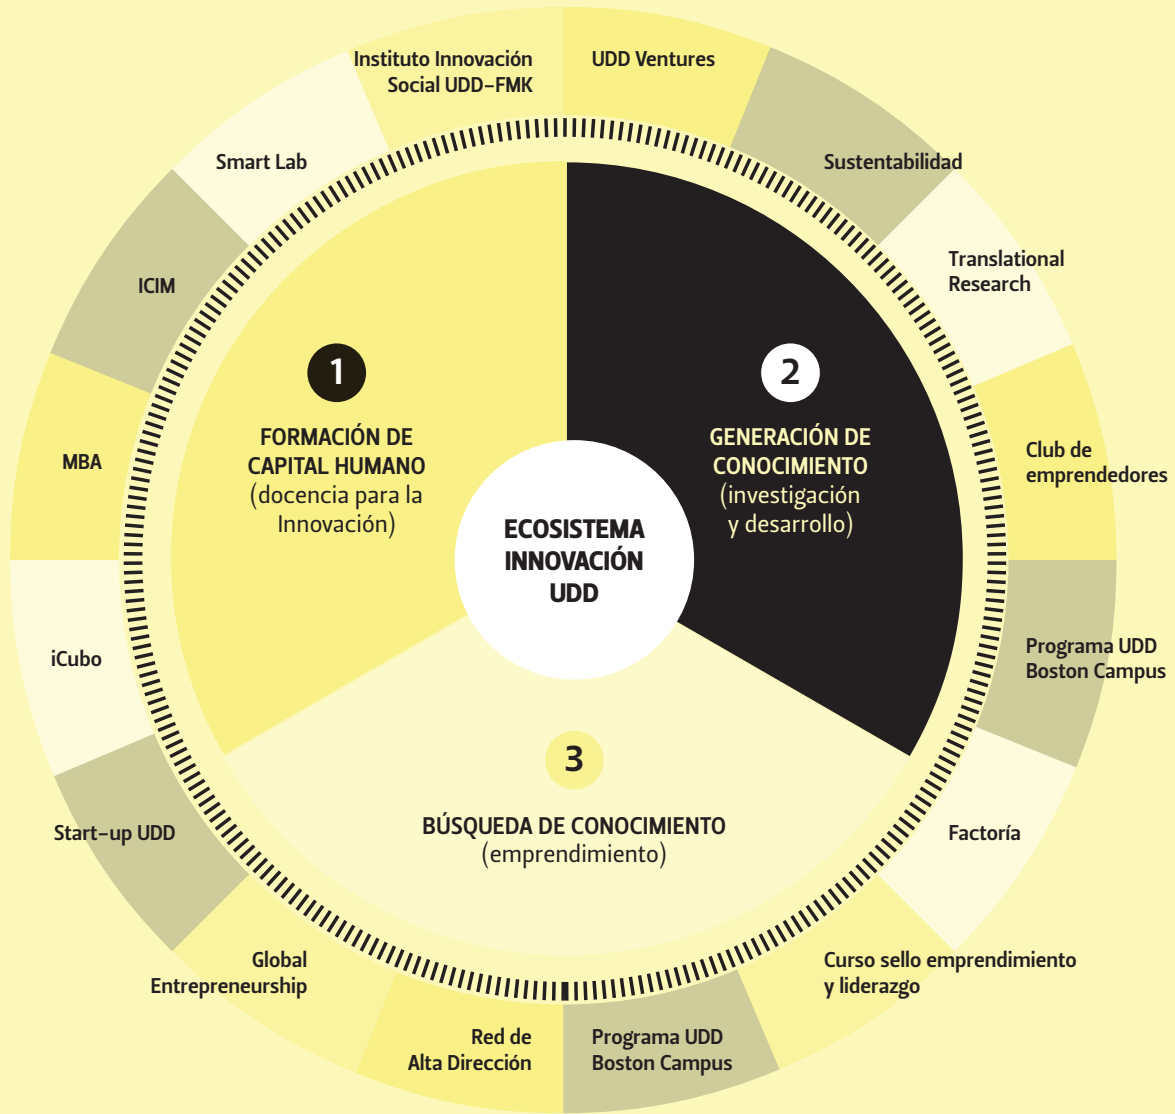 Instituto Innovación
Social UDD-FMK
UDD Ventures
Sustentabilidad
Translational
Research
Club de
emprendedores
Programa UDD
Boston Campus
Factoría
Curso sello emprendimiento
y liderazgo
Programa UDD
Boston Campus
Red de
Alta Dirección
Global
Entrepreneurship
Start-up UDD
iCubo
MBA
ICIM
Smart Lab
1
FORMACIÓN DE
CAPITAL HUMANO
(docencia para la
Innovación)
2
GENERACIÓN DE
CONOCIMIENTO
(investigación
y desarrollo)
ECOSISTEMA
INNOVACIÓN
UDD
3
BÚSQUEDA DE CONOCIMIENTO
(emprendimiento)